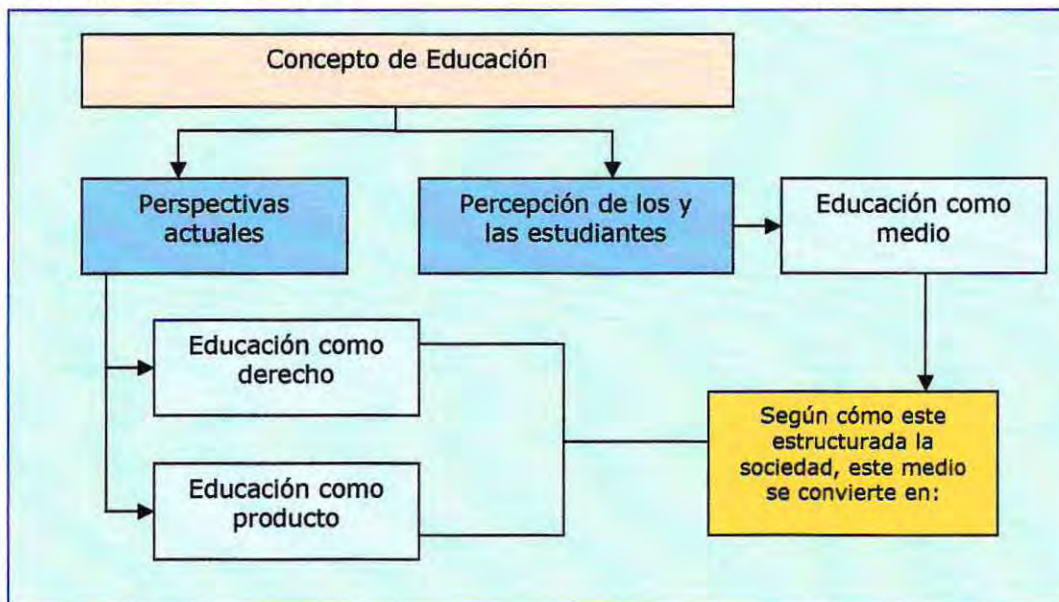 Concepto de Educación
Perspectivas
actuales
Percepción de los y
las estudiantes
Educación como
medio
Educación como
derecho
Educación como
producto
Según cómo este
estructurada la
sociedad, este medio
se convierte en: